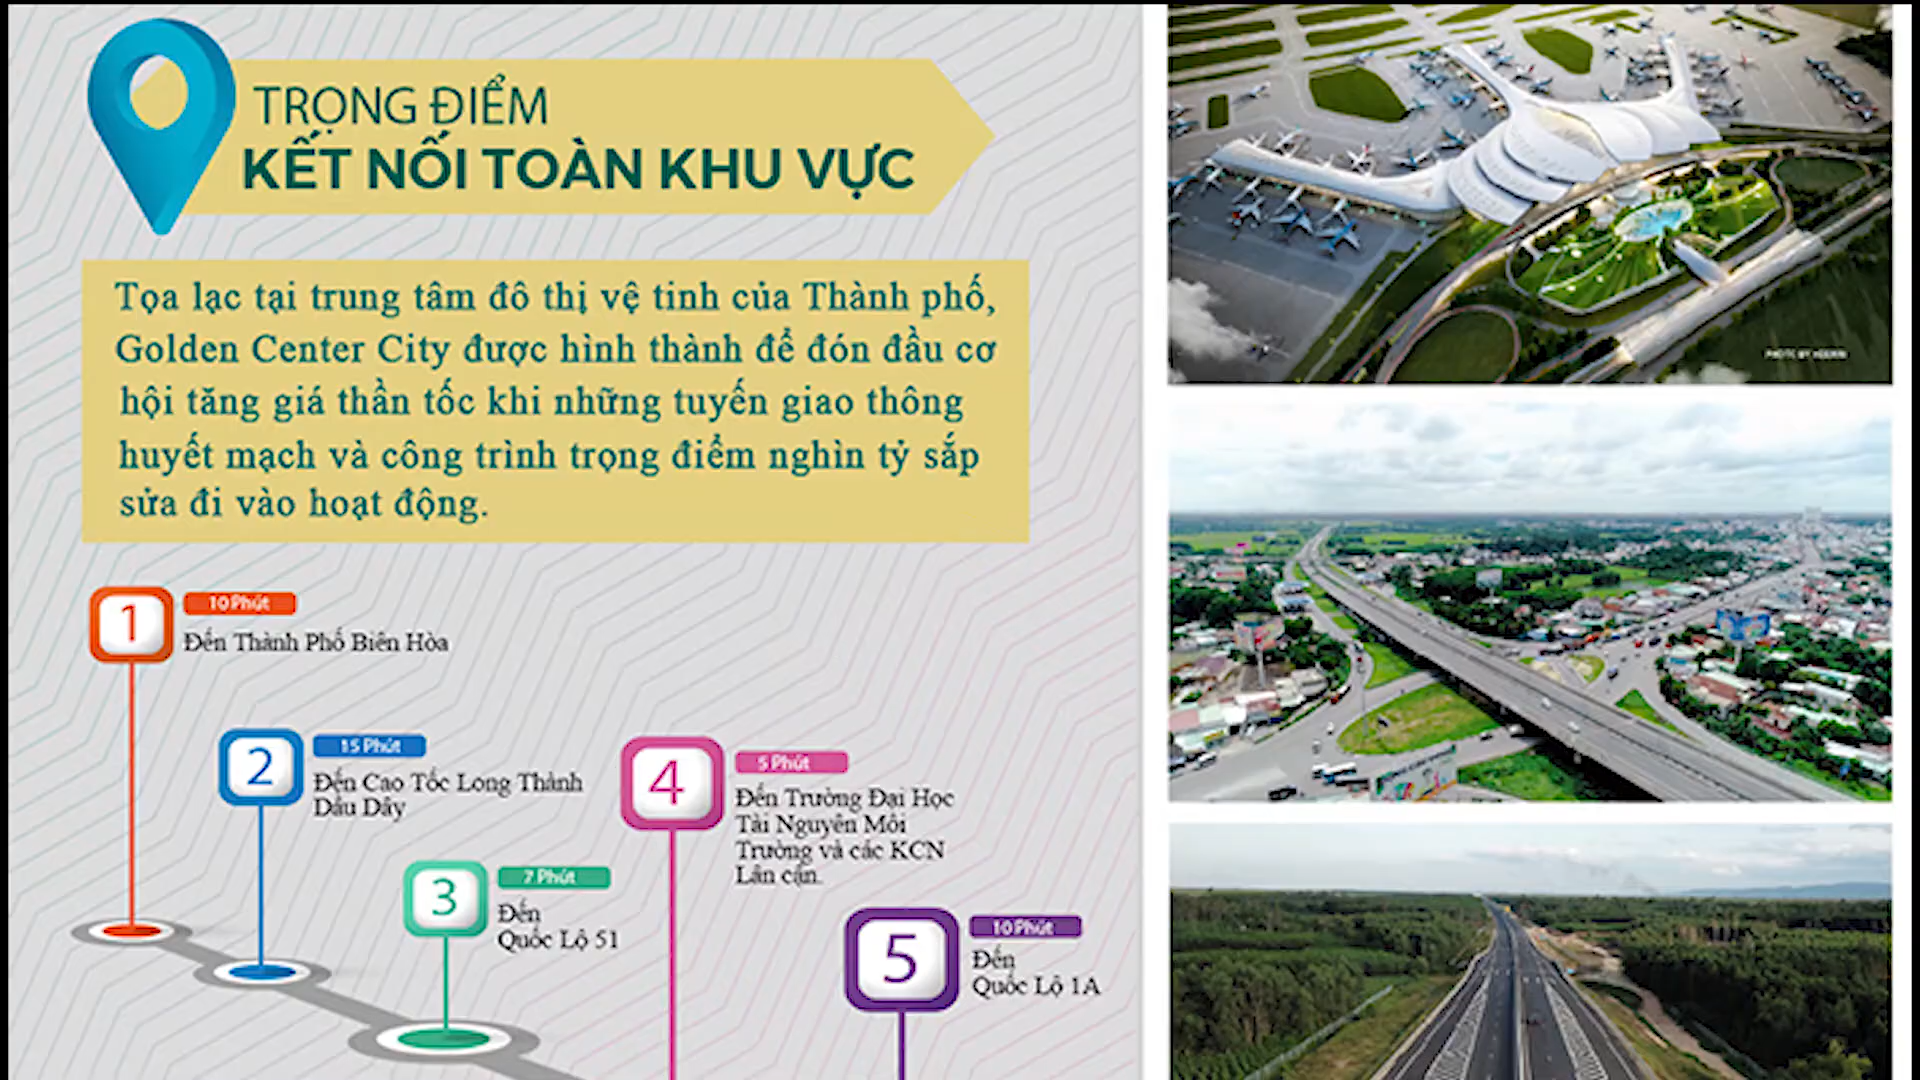 TRỌNG ĐIỂM
KẾT NỐI TOÀN KHU VỰC
Tọa lạc tại trung tâm đô thị vệ tinh của Thành phố,
Golden Center City được hình thành để đón đầu cơ
hội tăng giá thần tốc khi những tuyến giao thông
huyết mạch và công trình trọng điểm nghìn tỷ sắp
sửa đi vào hoạt động.
1
10 Phút
Đến Thành Phố Biên Hòa
2
15 Phút
Đến Cao Tốc Long Thành
Dầu Dây
3
7 Phút
Đến
Quốc Lộ 51
4
5 Phút
Đến Trường Đại Học
Tài Nguyên Môi
Trường và các KCN
Lân cận.
5
10 Phút
Đến
Quốc Lộ 1A
PHOTO BY